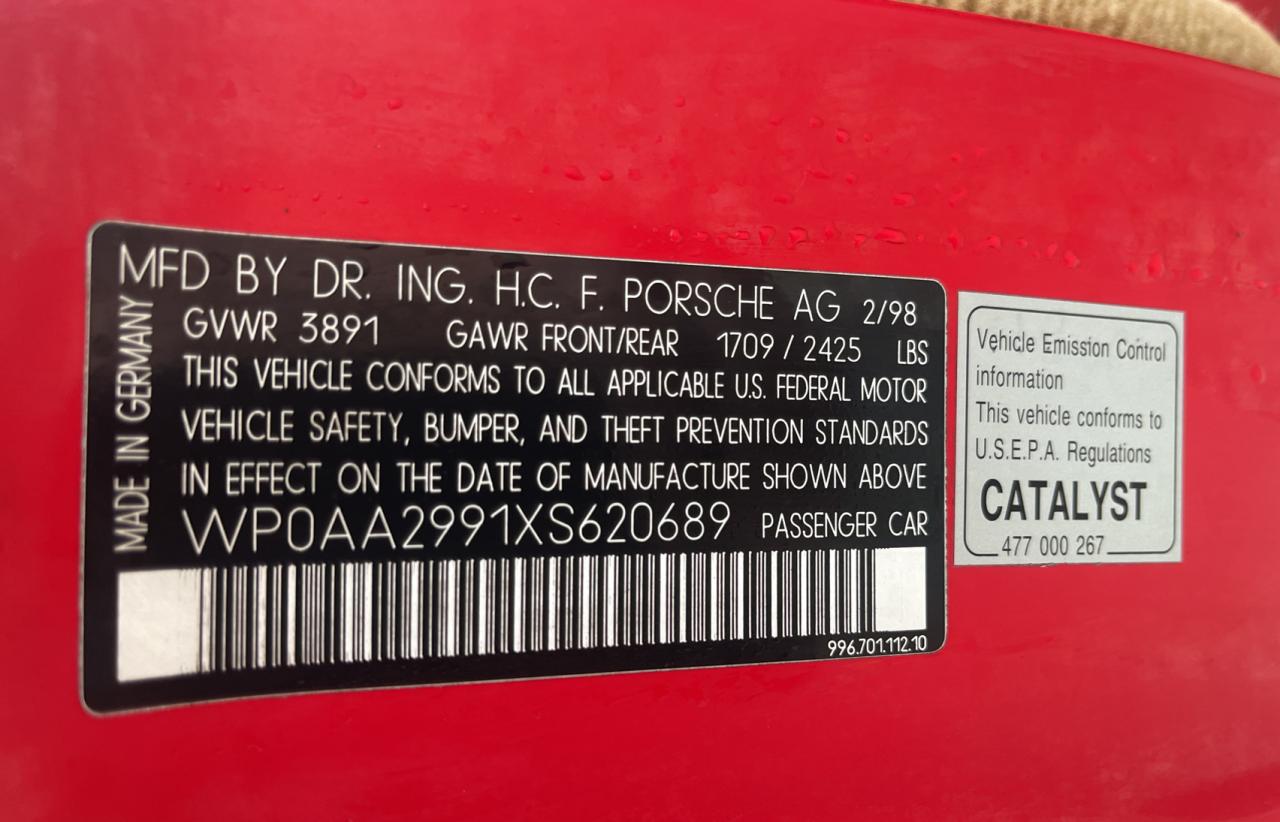 MFD BY DR. ING. H.C. F. PORSCHE AG 2/98
GVWR 3891 GAWR FRONT/REAR 1709 / 2425 LBS
THIS VEHICLE CONFORMS TO ALL APPLICABLE U.S. FEDERAL MOTOR
VEHICLE SAFETY, BUMPER, AND THEFT PREVENTION STANDARDS
IN EFFECT ON THE DATE OF MANUFACTURE SHOWN ABOVE
WP0AA2991XS620689 PASSENGER CAR
996.701.112.10
MADE IN GERMANY
Vehicle Emission Control
information
This vehicle conforms to
U.S.E.P.A. Regulations
CATALYST
477 000 267